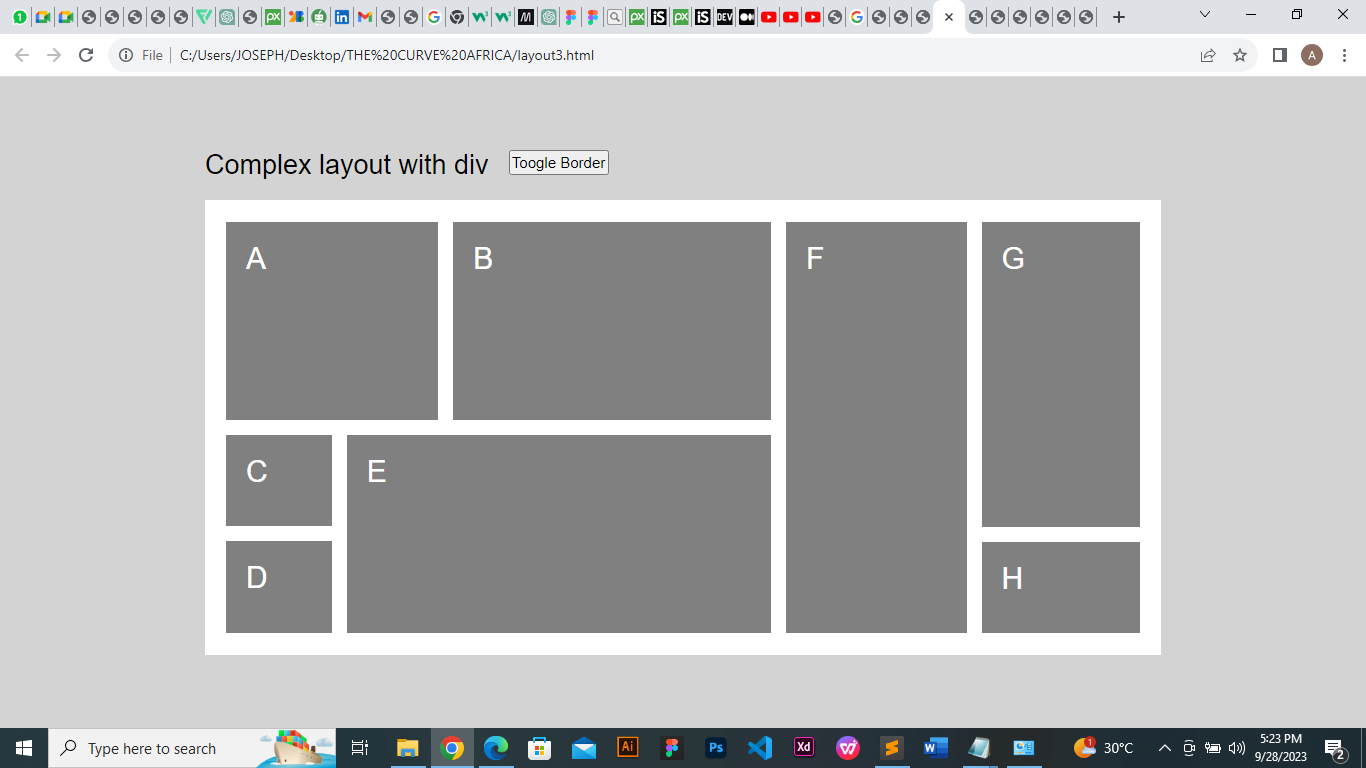 File
C:/Users/JOSEPH/Desktop/THE%20CURVE%20AFRICA/layout3.html
A
Complex layout with div
Toogle Border
A
B
F
G
C
E
D
H
Type here to search
30°C
5:23 PM
9/28/2023
2